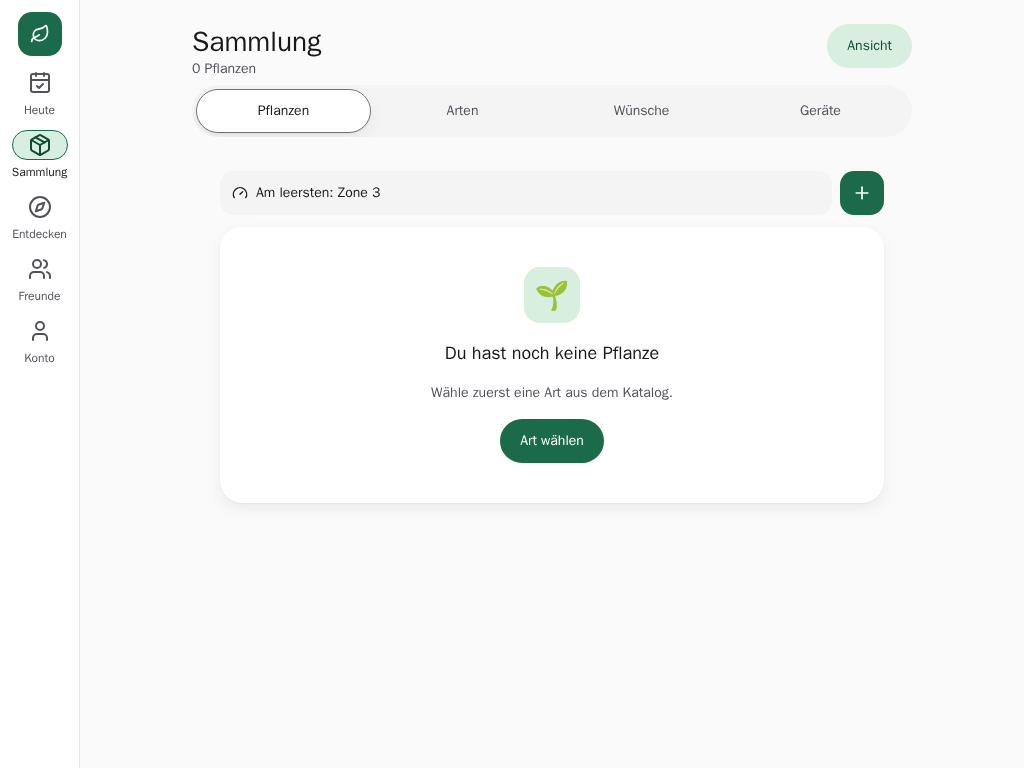 Heute
Sammlung
Entdecken
Freunde
Konto
Sammlung
0 Pflanzen
Ansicht
Pflanzen
Arten
Wünsche
Geräte
Am leersten: Zone 3
Du hast noch keine Pflanze
Wähle zuerst eine Art aus dem Katalog.
Art wählen